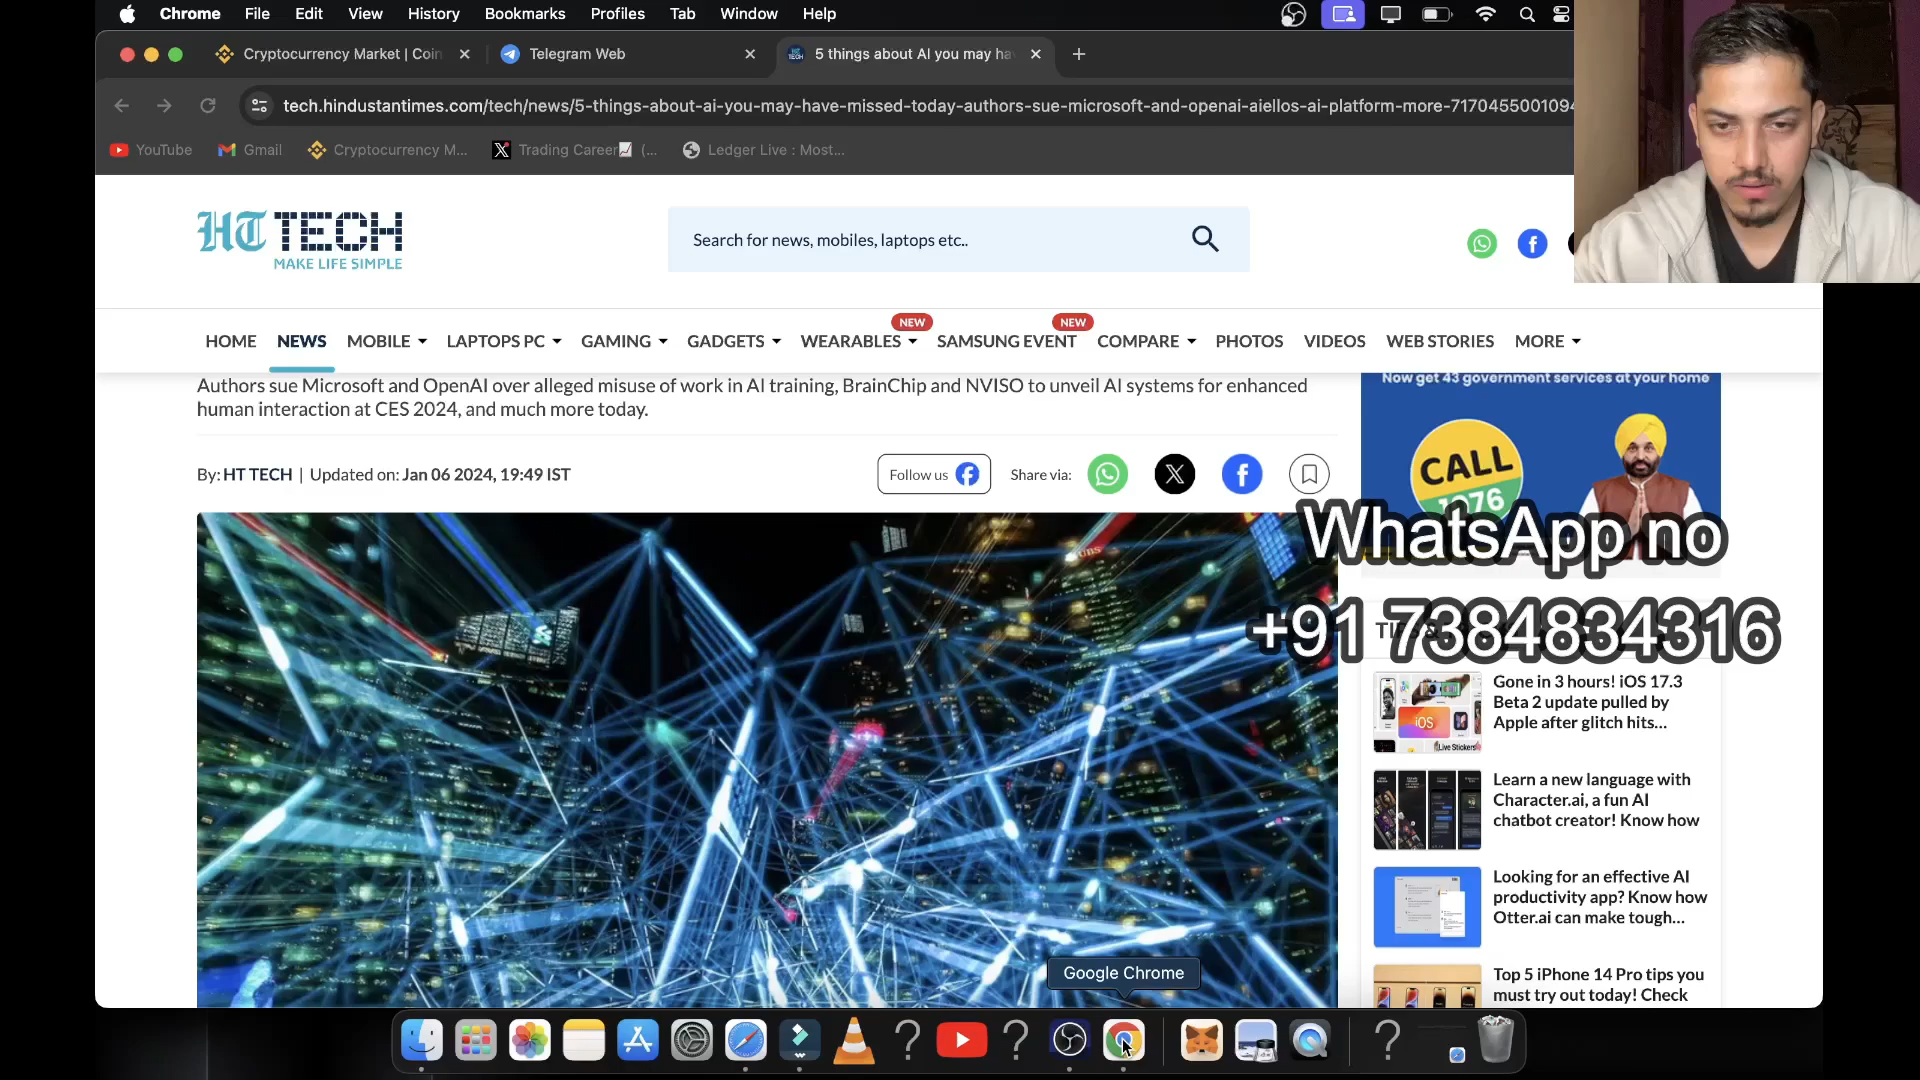 Chrome File Edit View History Bookmarks Profiles Tab Window Help
Cryptocurrency Market | Coin
Telegram Web
5 things about AI you may ha
tech.hindustantimes.com/tech/news/5-things-about-ai-you-may-have-missed-today-authors-sue-microsoft-and-openai-aiellos-ai-platform-more-7170455001094
YouTube Gmail Cryptocurrency M... Trading Career📈 (... Ledger Live : Most...
HT TECH
MAKE LIFE SIMPLE
Search for news, mobiles, laptops etc..
NEW NEW
HOME NEWS MOBILE LAPTOPS PC GAMING GADGETS WEARABLES SAMSUNG EVENT COMPARE PHOTOS VIDEOS WEB STORIES MORE
Authors sue Microsoft and OpenAI over alleged misuse of work in AI training, BrainChip and NVISO to unveil AI systems for enhanced
human interaction at CES 2024, and much more today.
Now get 43 government services at your home
CALL
1076
By: HT TECH | Updated on: Jan 06 2024, 19:49 IST
Follow us
Share via:
WhatsApp no
+91 7384834316
UBS
Gone in 3 hours! iOS 17.3
Beta 2 update pulled by
Apple after glitch hits...
iOS
Live Stickers
Learn a new language with
Character.ai, a fun AI
chatbot creator! Know how
Looking for an effective AI
productivity app? Know how
Otter.ai can make tough...
Top 5 iPhone 14 Pro tips you
must try out today! Check
Google Chrome